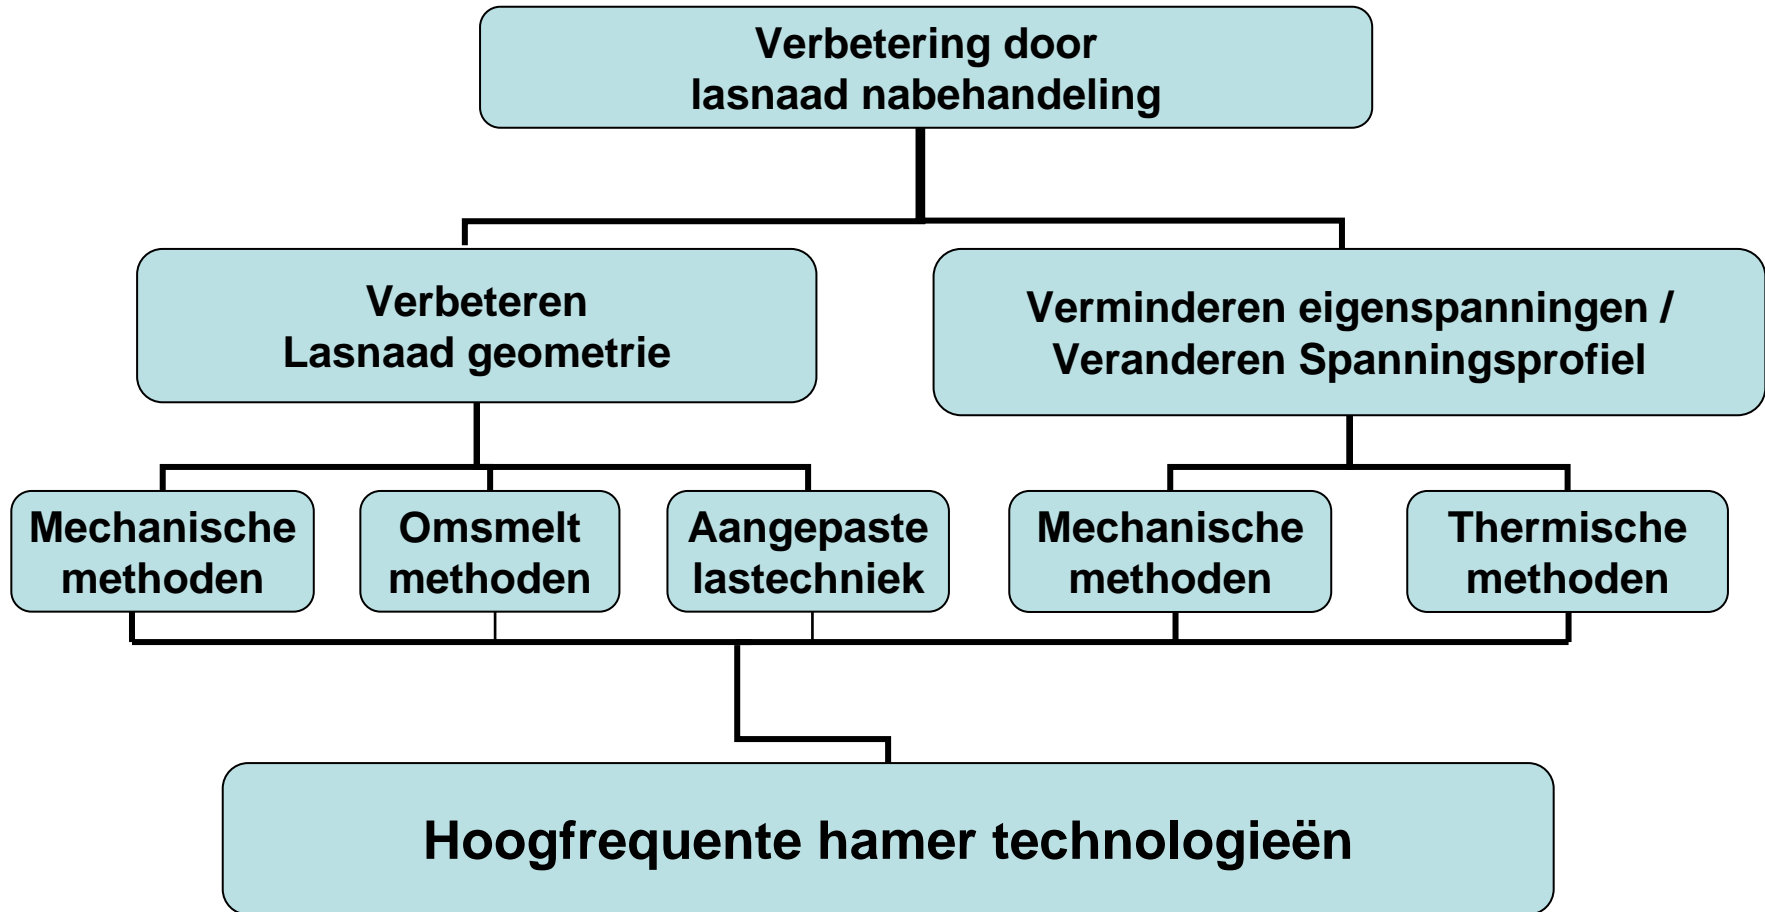 Verbetering door
lasnaad nabehandeling
Verbeteren
Lasnaad geometrie
Verminderen eigenspanningen /
Veranderen Spanningsprofiel
Mechanische
methoden
Omsmelt
methoden
Aangepaste
lastechniek
Mechanische
methoden
Thermische
methoden
Hoogfrequente hamer technologieën